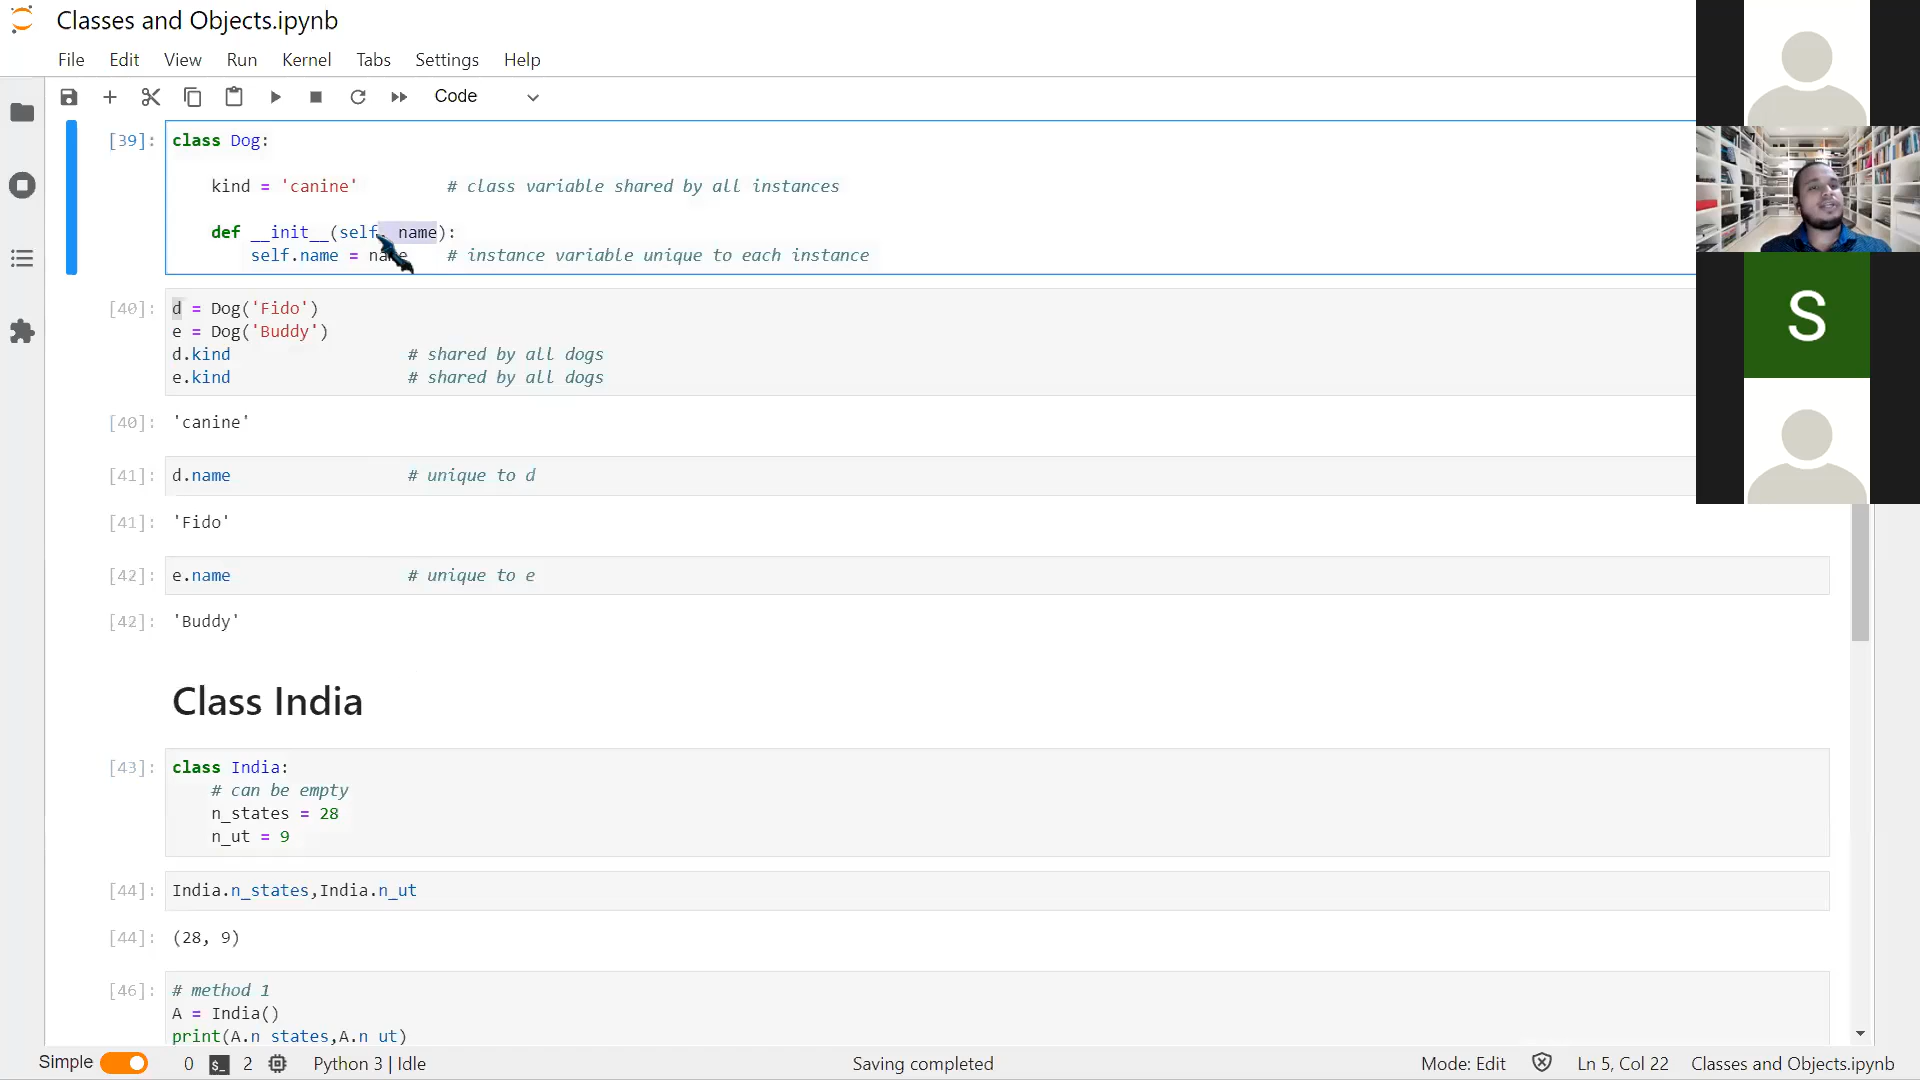 Classes and Objects.ipynb
File Edit View Run Kernel Tabs Settings Help
Code
[39]: class Dog:
kind = 'canine' # class variable shared by all instances
def __init__(self, name):
self.name = name # instance variable unique to each instance
[40]: d = Dog('Fido')
e = Dog('Buddy')
d.kind # shared by all dogs
e.kind # shared by all dogs
[40]: 'canine'
[41]: d.name # unique to d
[41]: 'Fido'
[42]: e.name # unique to e
[42]: 'Buddy'
Class India
[43]: class India:
# can be empty
n_states = 28
n_ut = 9
[44]: India.n_states,India.n_ut
[44]: (28, 9)
[46]: # method 1
A = India()
print(A.n_states,A.n_ut)
S
Simple 0 $_ 2 Python 3 | Idle Saving completed Mode: Edit Ln 5, Col 22 Classes and Objects.ipynb